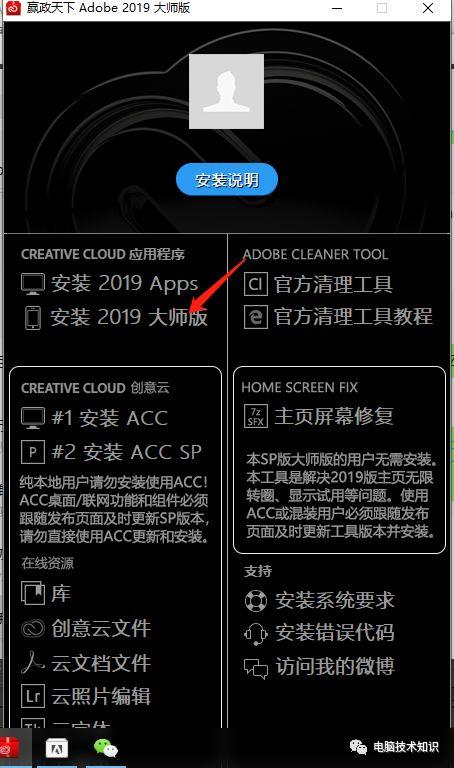 赢政天下 Adobe 2019 大师版
安装说明
CREATIVE CLOUD 应用程序
安装 2019 Apps
安装 2019 大师版
ADOBE CLEANER TOOL
CI
官方清理工具
官方清理工具教程
CREATIVE CLOUD 创意云
#1 安装 ACC
P
#2 安装 ACC SP
纯本地用户请勿安装使用ACC!
ACC桌面/联网功能和组件必须
跟随发布页面及时更新SP版本,
请勿直接使用ACC更新和安装。
HOME SCREEN FIX
7z
SFX
主页屏幕修复
本SP版大师版的用户无需安装。
本工具是解决2019版主页无限
转圈、显示试用等问题。使用
ACC或混装用户必须跟随发布
页面及时更新工具版本并安装。
在线资源
库
创意云文件
云文档文件
Lr
云照片编辑
云字体
支持
安装系统要求
安装错误代码
访问我的微博
电脑技术知识